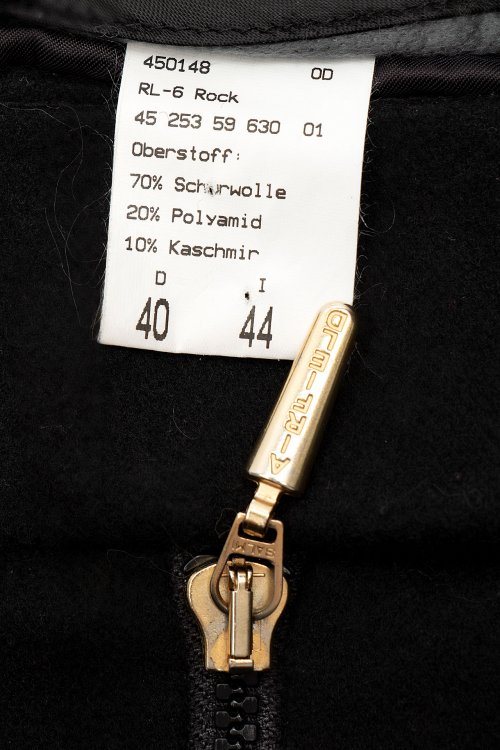 450148 OD
RL-6 Rock
45 253 59 630 01
Oberstoff:
70% Schurwolle
20% Polyamid
10% Kaschmir
D I
40 44
SALMI